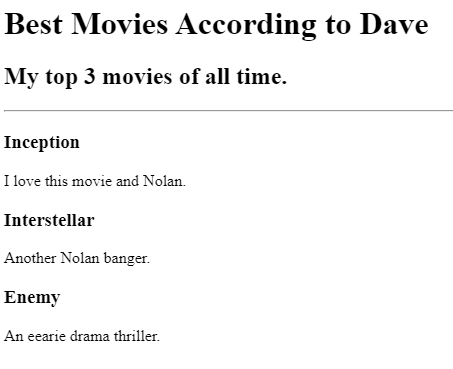 Best Movies According to Dave
My top 3 movies of all time.
Inception
I love this movie and Nolan.
Interstellar
Another Nolan banger.
Enemy
An eearie drama thriller.